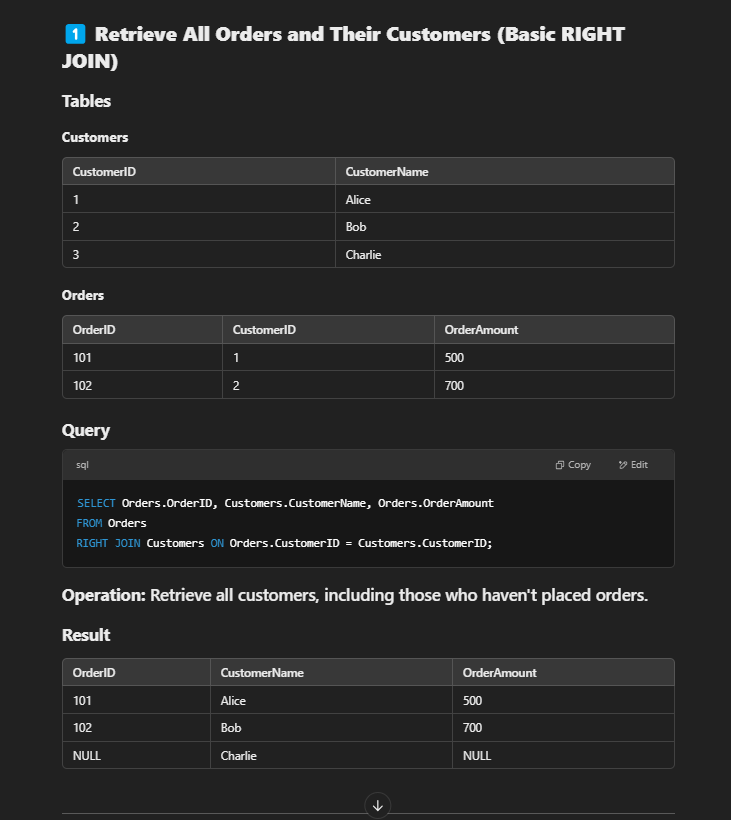 1 Retrieve All Orders and Their Customers (Basic RIGHT
JOIN)
Tables
Customers
CustomerID CustomerName
1 Alice
2 Bob
3 Charlie
Orders
OrderID CustomerID OrderAmount
101 1 500
102 2 700
Query
sql Copy Edit
SELECT Orders.OrderID, Customers.CustomerName, Orders.OrderAmount
FROM Orders
RIGHT JOIN Customers ON Orders.CustomerID = Customers.CustomerID;
Operation: Retrieve all customers, including those who haven't placed orders.
Result
OrderID CustomerName OrderAmount
101 Alice 500
102 Bob 700
NULL Charlie NULL